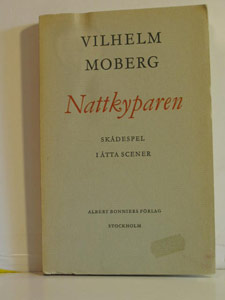 VILHELM
MOBERG
Nattkyparen
SKÅDESPEL
I ÅTTA SCENER
ALBERT BONNIERS FÖRLAG
STOCKHOLM